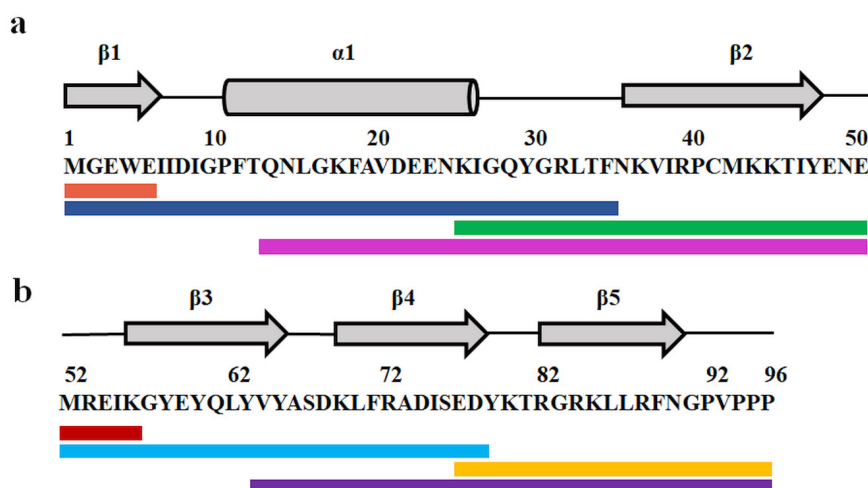 a
β1 α1 β2
1 10 20 30 40 50
MGEWEIIDIGPFTQNLGKFAVDEENKIGQYGRLTFNKVIRPCMKKTIYENE
b
β3 β4 β5
52 62 72 82 92 96
MREIKGYEYQLYVYASDKLFRADISEDYKTRGRKLLRFNGPVPPP